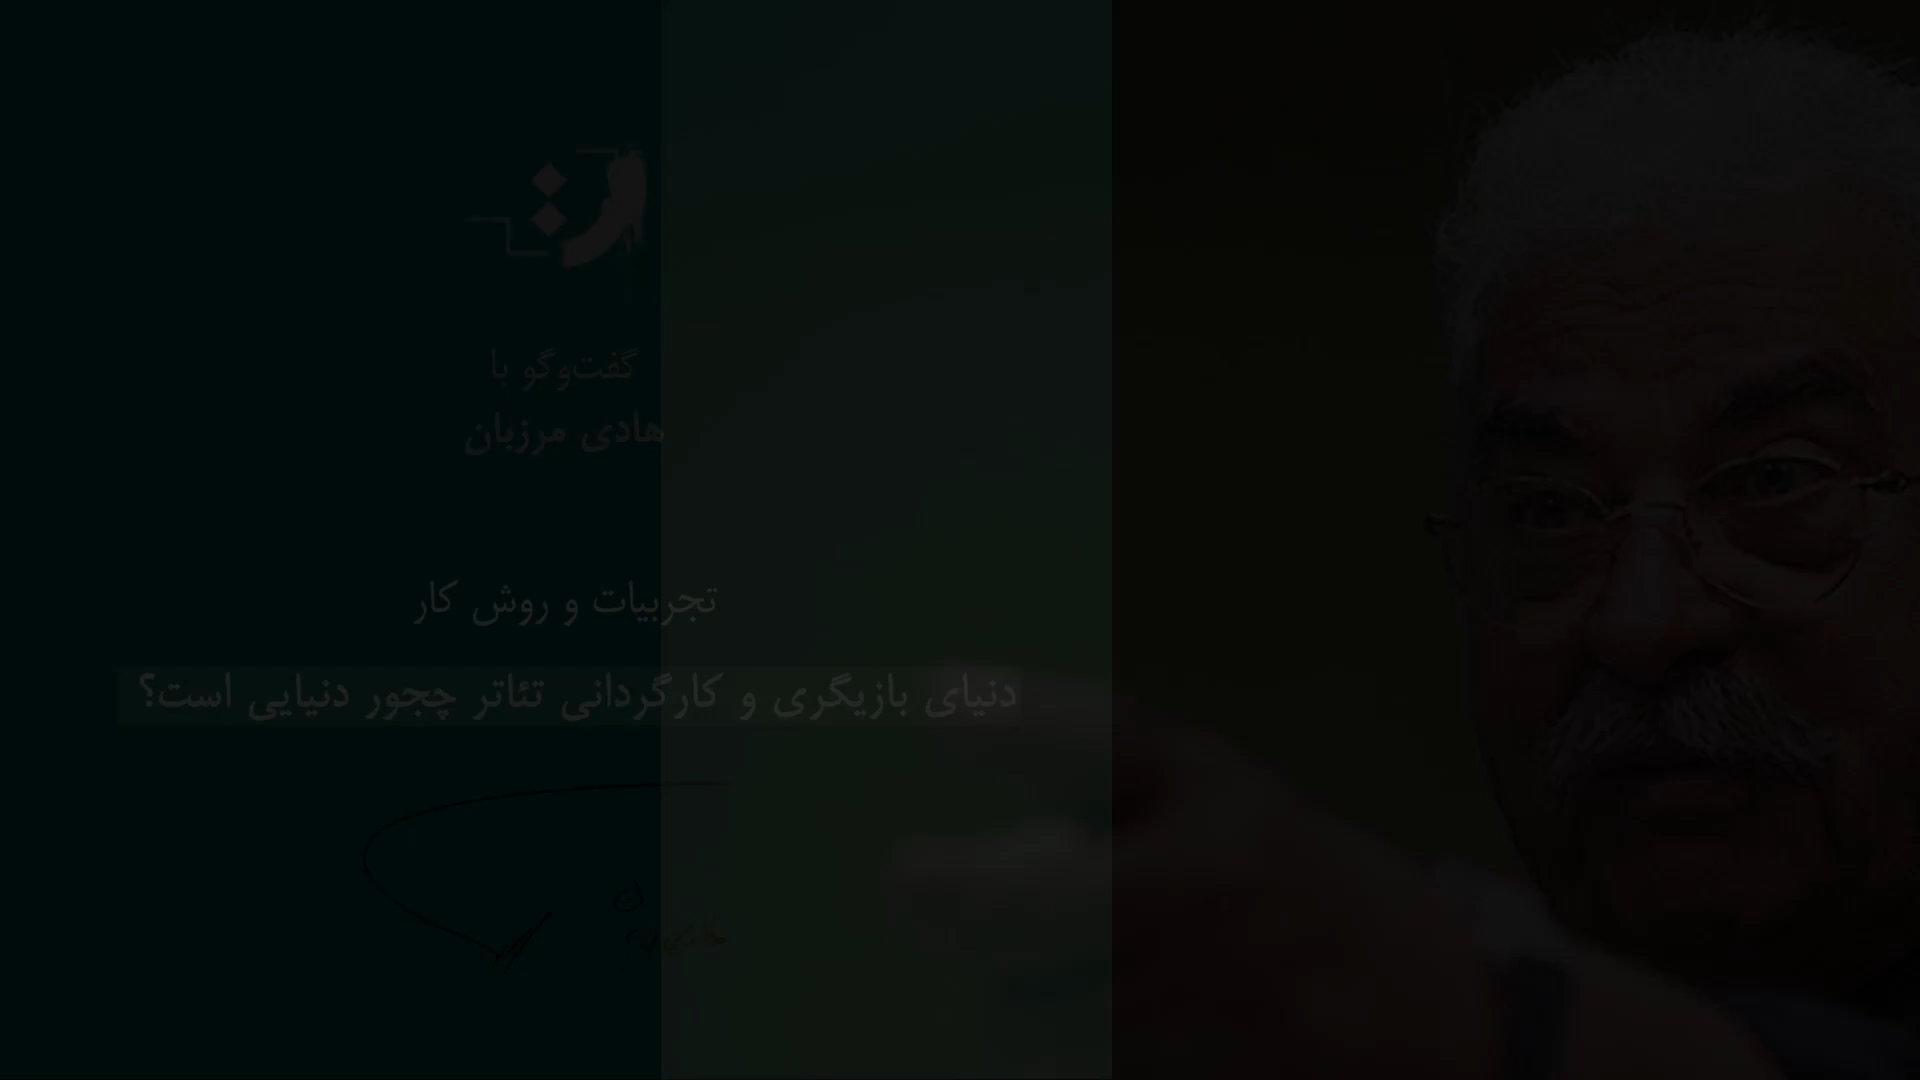 گفت‌وگو با
هادی مرزبان
تجربیات و روش کار
دنیای بازیگری و کارگردانی تئاتر چجور دنیایی است؟